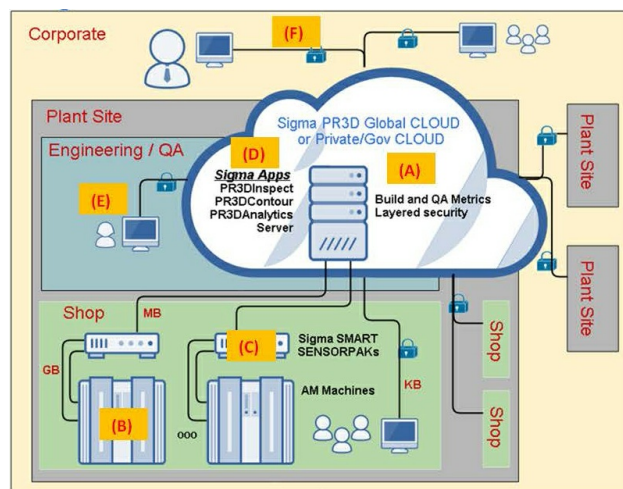 Corporate
(F)
Plant Site
Sigma PR3D Global CLOUD
or Private/Gov CLOUD
Engineering / QA
(D)
(A)
Sigma Apps
PR3DInspect
PR3DContour
PR3DAnalytics
Server
Build and QA Metrics
Layered security
(E)
Plant Site
Plant Site
Shop
MB
GB
(C)
Sigma SMART
SENSORPAKs
KB
AM Machines
(B)
ooo
Shop
Shop